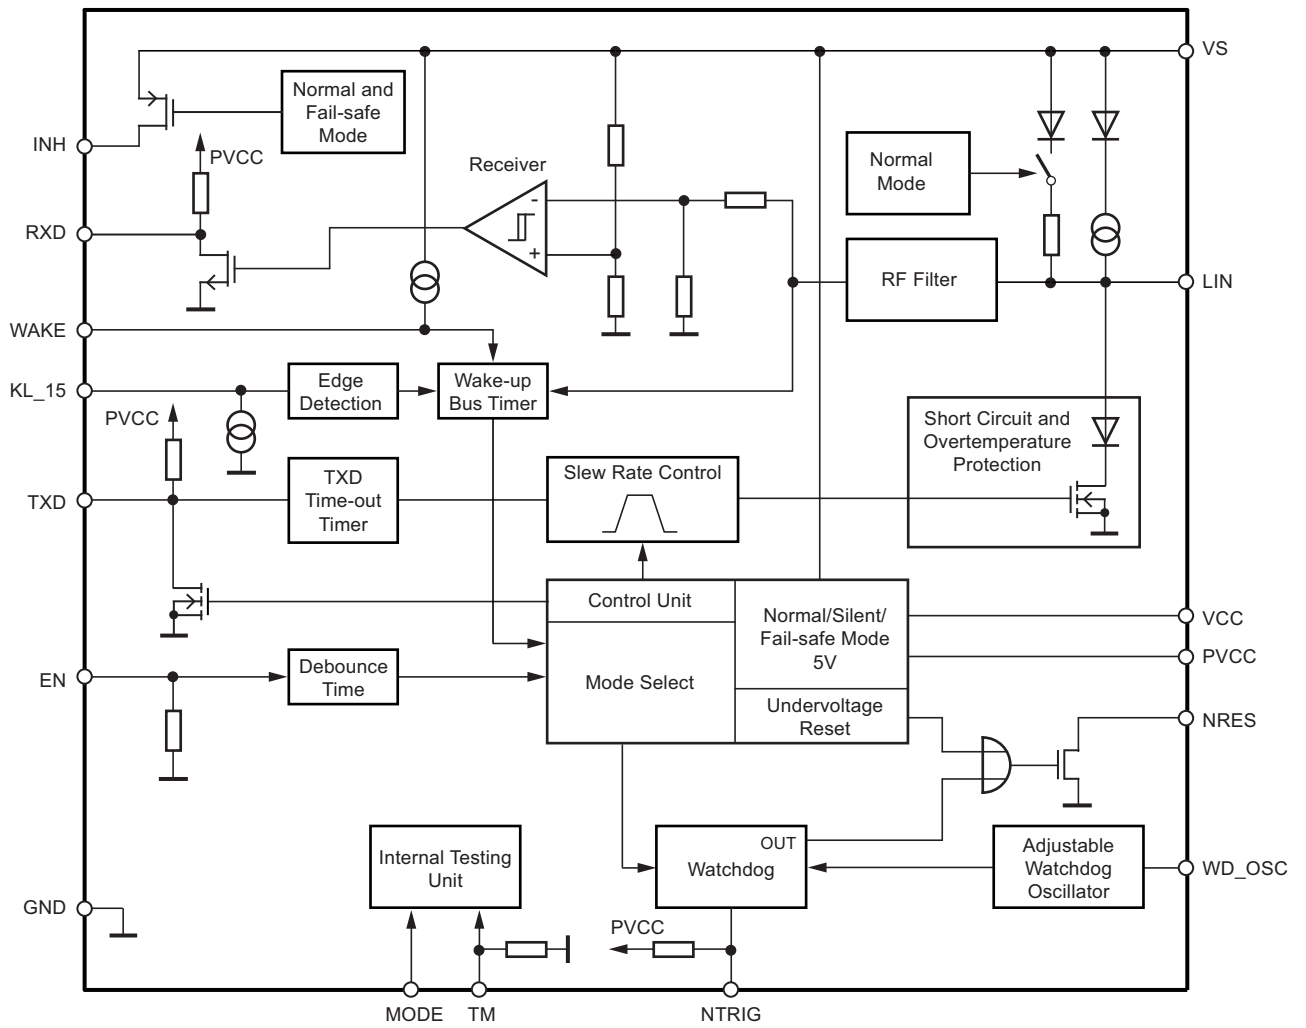 VS
Normal and
Fail-safe
Mode
INH
PVCC
Receiver
Normal
Mode
-
RXD
+
RF Filter
LIN
WAKE
KL_15
Edge
Detection
Wake-up
Bus Timer
PVCC
Short Circuit and
Overtemperature
Protection
TXD
TXD
Time-out
Timer
Slew Rate Control
Control Unit
Normal/Silent/
Fail-safe Mode
5V
VCC
PVCC
EN
Debounce
Time
Mode Select
Undervoltage
Reset
NRES
Internal Testing
Unit
OUT
Watchdog
Adjustable
Watchdog
Oscillator
WD_OSC
GND
PVCC
MODE
TM
NTRIG